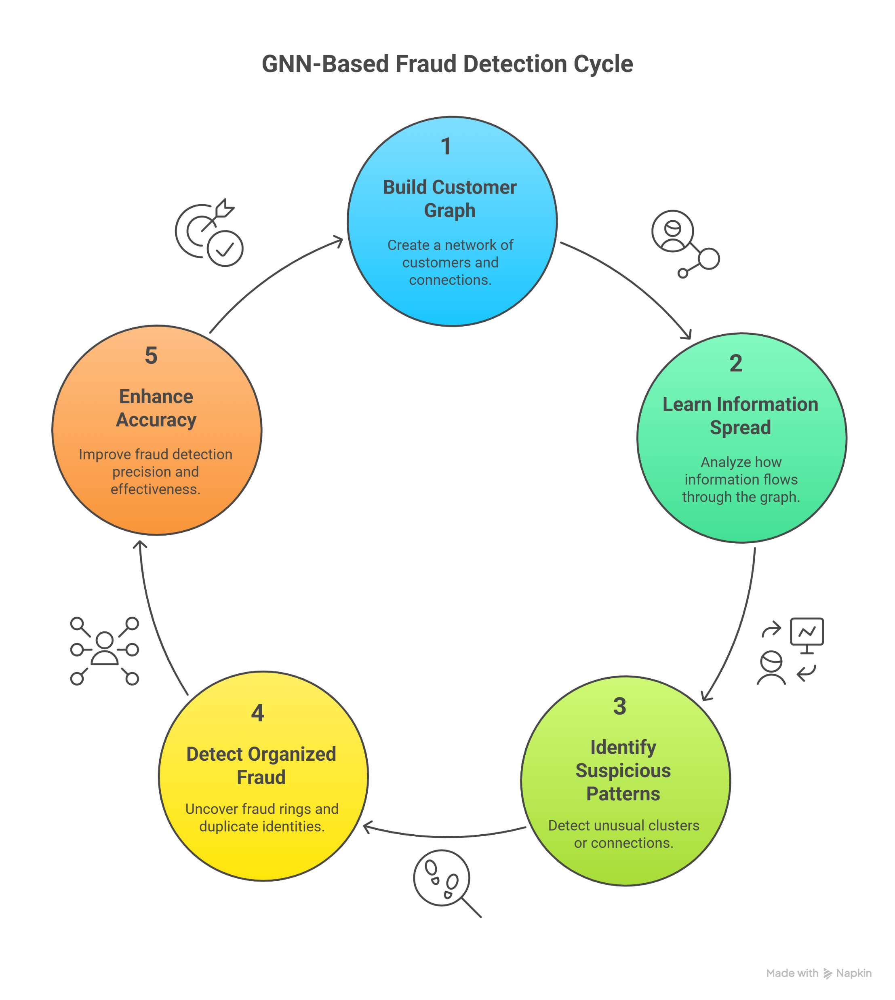 GNN-Based Fraud Detection Cycle
1
Build Customer
Graph
Create a network of
customers and
connections.
2
Learn Information
Spread
Analyze how
information flows
through the graph.
3
Identify
Suspicious
Patterns
Detect unusual clusters
or connections.
4
Detect Organized
Fraud
Uncover fraud rings and
duplicate identities.
5
Enhance
Accuracy
Improve fraud detection
precision and
effectiveness.
Made with Napkin